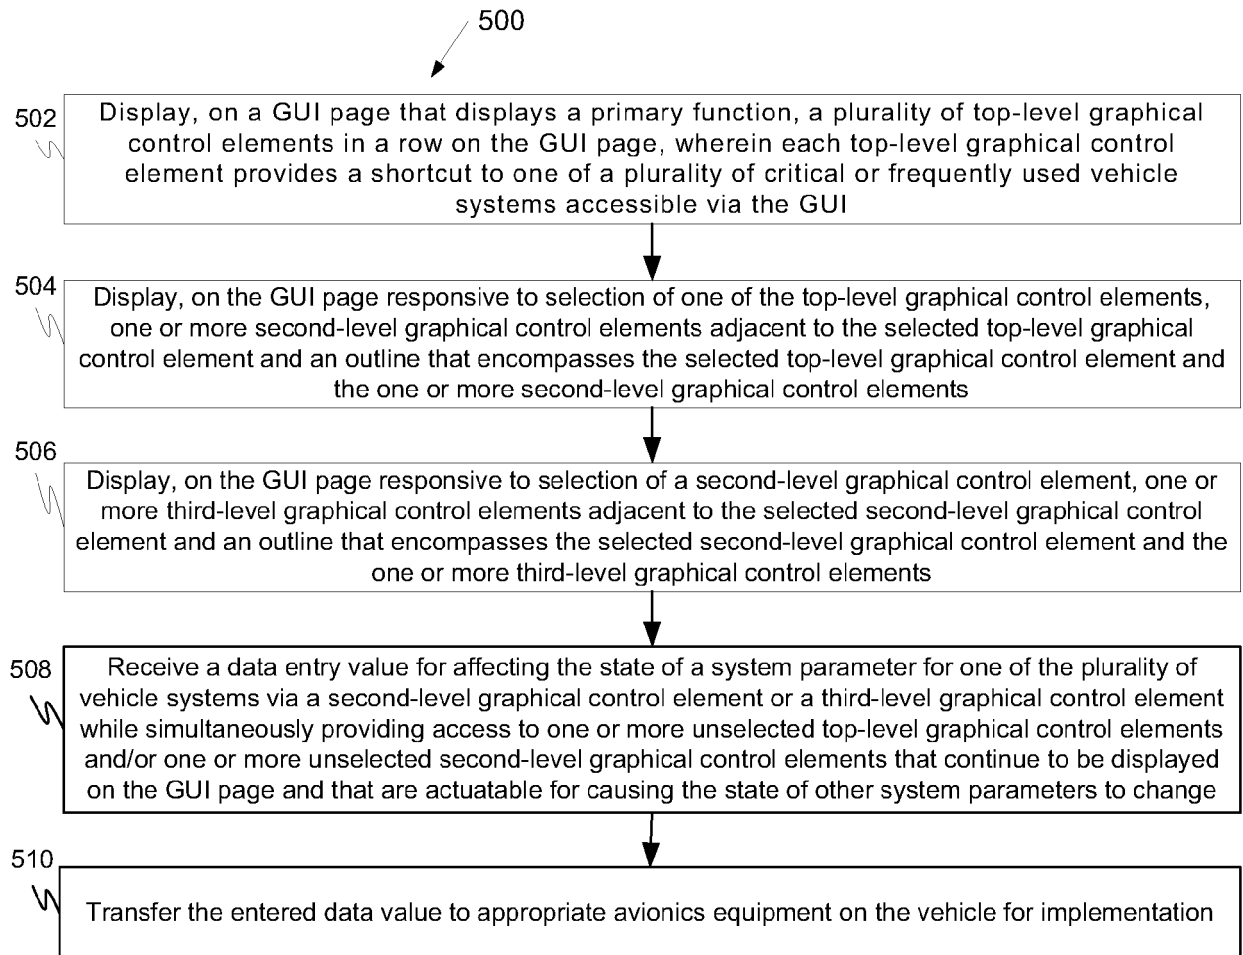 500
502
Display, on a GUI page that displays a primary function, a plurality of top-level graphical
control elements in a row on the GUI page, wherein each top-level graphical control
element provides a shortcut to one of a plurality of critical or frequently used vehicle
systems accessible via the GUI
504
Display, on the GUI page responsive to selection of one of the top-level graphical control elements,
one or more second-level graphical control elements adjacent to the selected top-level graphical
control element and an outline that encompasses the selected top-level graphical control element and
the one or more second-level graphical control elements
506
Display, on the GUI page responsive to selection of a second-level graphical control element, one or
more third-level graphical control elements adjacent to the selected second-level graphical control
element and an outline that encompasses the selected second-level graphical control element and the
one or more third-level graphical control elements
508
Receive a data entry value for affecting the state of a system parameter for one of the plurality of
vehicle systems via a second-level graphical control element or a third-level graphical control element
while simultaneously providing access to one or more unselected top-level graphical control elements
and/or one or more unselected second-level graphical control elements that continue to be displayed
on the GUI page and that are actuatable for causing the state of other system parameters to change
510
Transfer the entered data value to appropriate avionics equipment on the vehicle for implementation